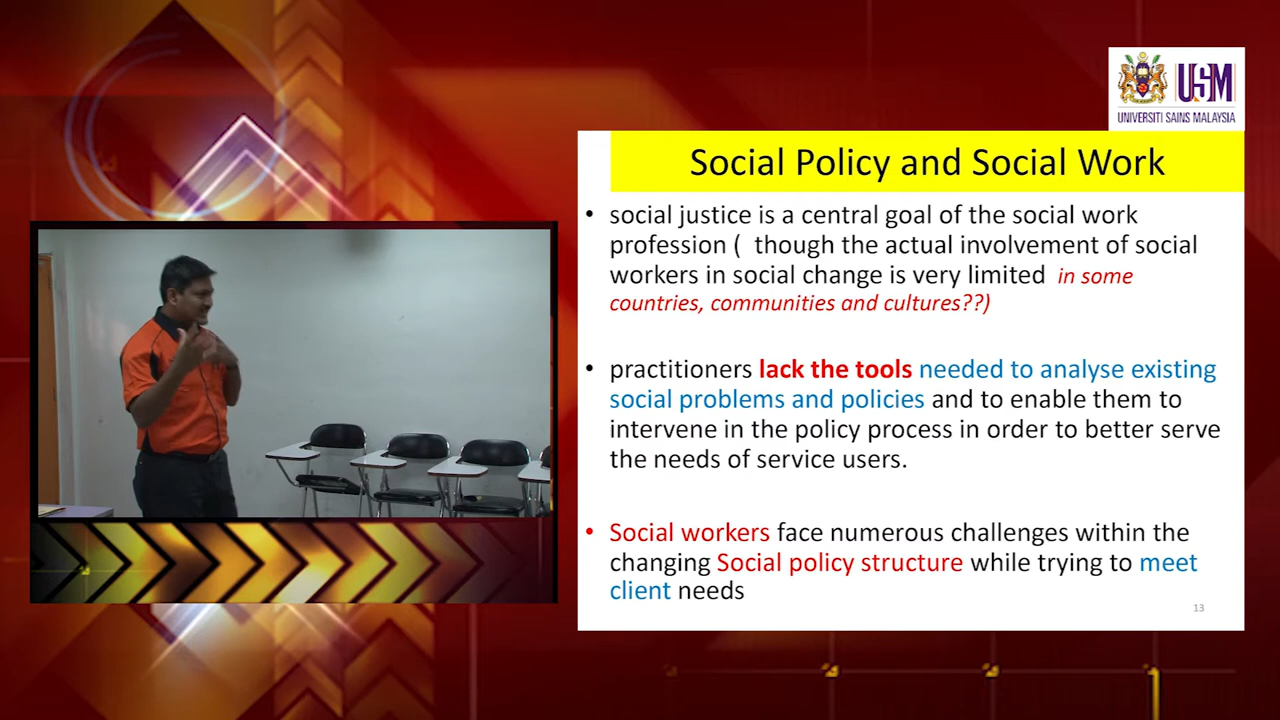 USM
UNIVERSITI SAINS MALAYSIA
Social Policy and Social Work
• social justice is a central goal of the social work
profession ( though the actual involvement of social
workers in social change is very limited in some
countries, communities and cultures??)
• practitioners lack the tools needed to analyse existing
social problems and policies and to enable them to
intervene in the policy process in order to better serve
the needs of service users.
• Social workers face numerous challenges within the
changing Social policy structure while trying to meet
client needs
13